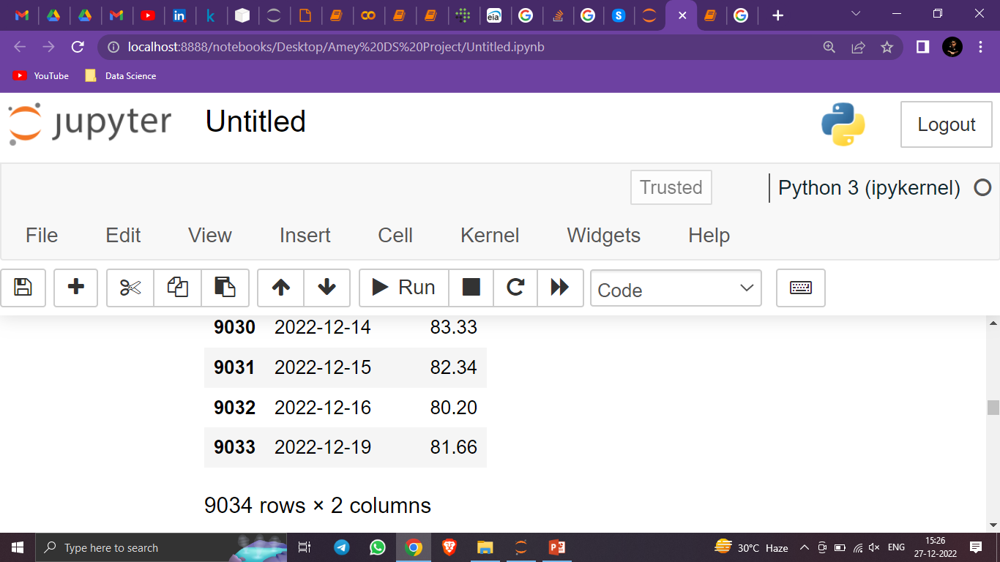 localhost:8888/notebooks/Desktop/Amey%20DS%20Project/Untitled.ipynb
YouTube Data Science
jupyter Untitled Logout
Trusted Python 3 (ipykernel)
File Edit View Insert Cell Kernel Widgets Help
Run Code
9030 2022-12-14 83.33
9031 2022-12-15 82.34
9032 2022-12-16 80.20
9033 2022-12-19 81.66
9034 rows × 2 columns
Type here to search 30°C Haze ENG 15:26
27-12-2022